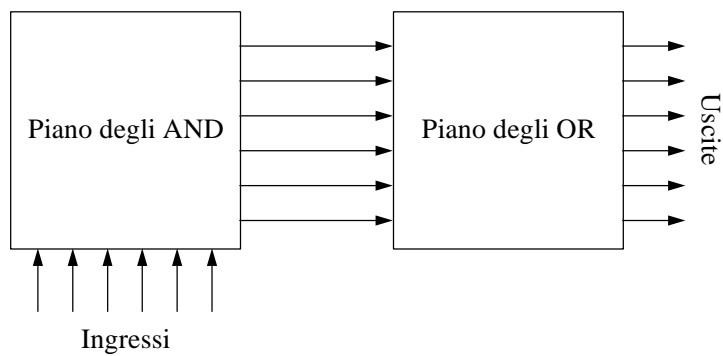 Piano degli AND
Piano degli OR
Uscite
Ingressi